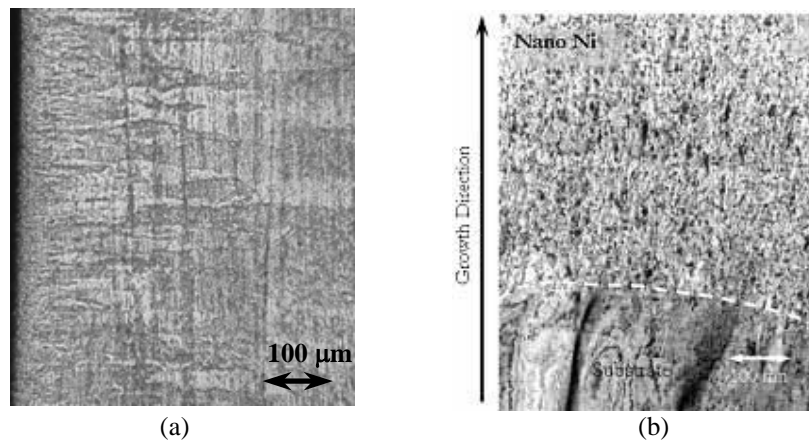 Nano Ni
Growth Direction
100 μm
Substrate
(a)
(b)